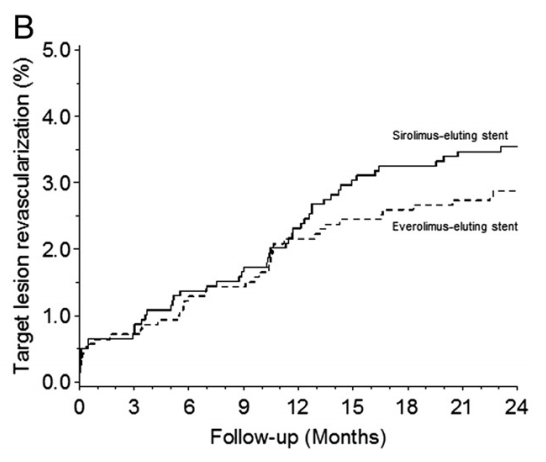 B
Target lesion revascularization (%)
5.0
4.0
3.0
2.0
1.0
0.0
Sirolimus-eluting stent
Everolimus-eluting stent
0 3 6 9 12 15 18 21 24
Follow-up (Months)